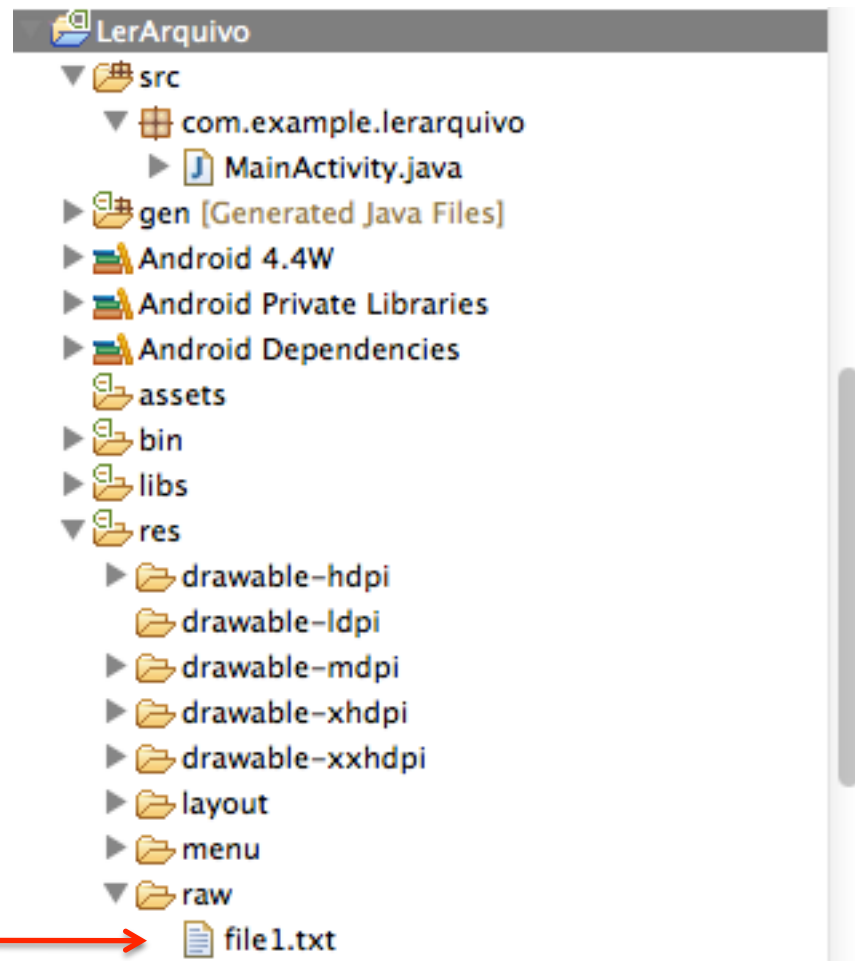 LerArquivo
src
com.example.lerarquivo
MainActivity.java
gen [Generated Java Files]
Android 4.4W
Android Private Libraries
Android Dependencies
assets
bin
libs
res
drawable-hdpi
drawable-ldpi
drawable-mdpi
drawable-xhdpi
drawable-xxhdpi
layout
menu
raw
file1.txt